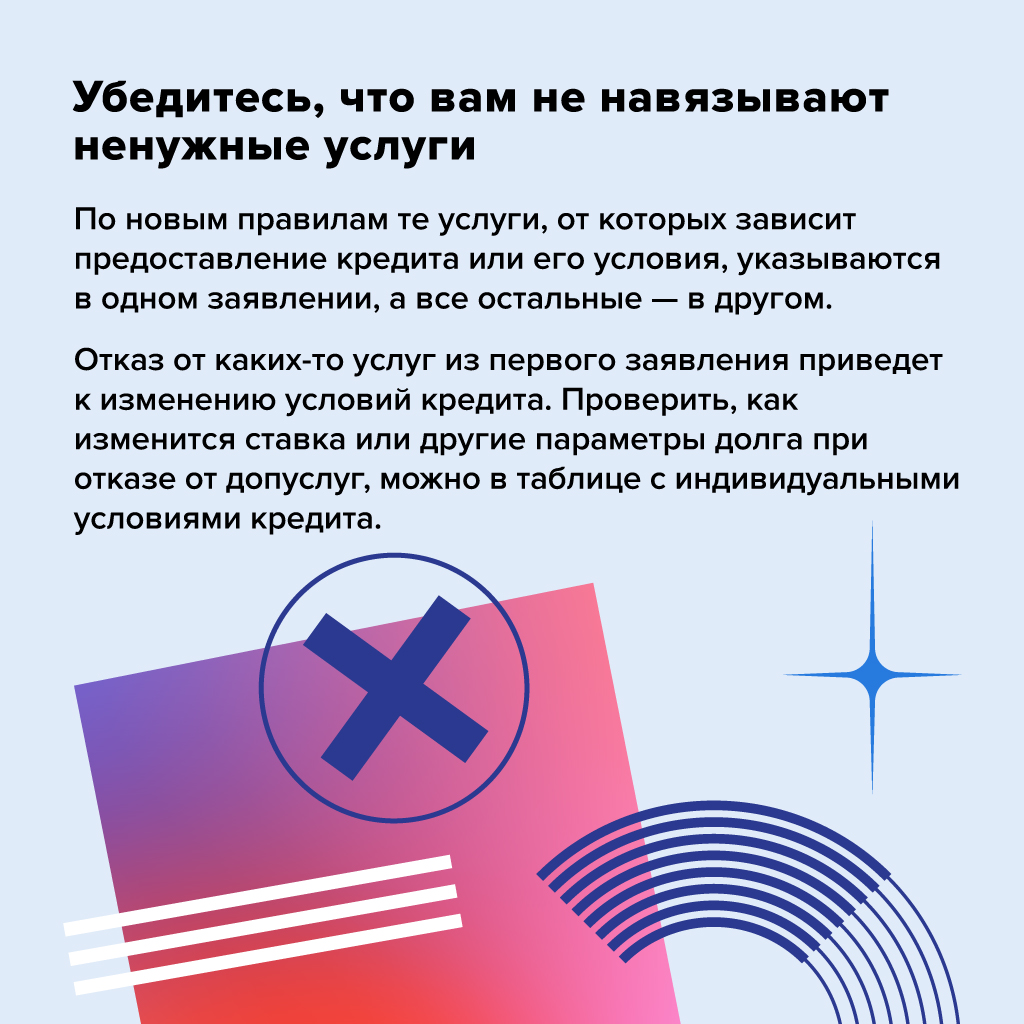 Убедитесь, что вам не навязывают
ненужные услуги
По новым правилам те услуги, от которых зависит
предоставление кредита или его условия, указываются
в одном заявлении, а все остальные — в другом.
Отказ от каких-то услуг из первого заявления приведет
к изменению условий кредита. Проверить, как
изменится ставка или другие параметры долга при
отказе от допуслуг, можно в таблице с индивидуальными
условиями кредита.